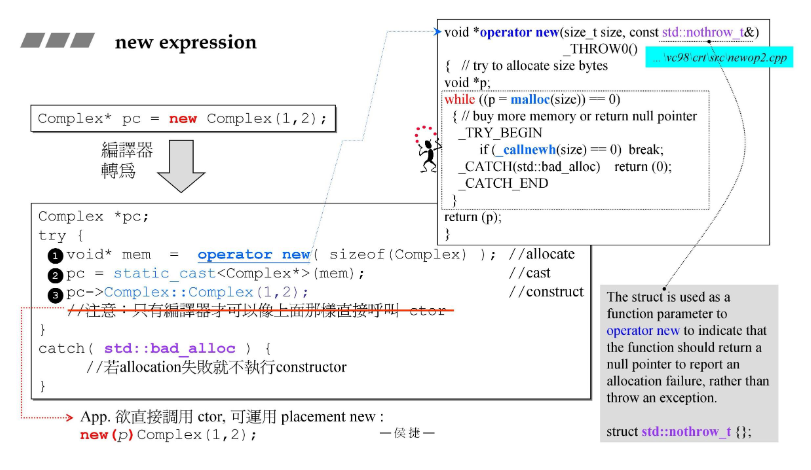 new expression
Complex* pc = new Complex(1,2);
編譯器
轉為
Complex *pc;
try {
❶ void* mem = operator new( sizeof(Complex) ); //allocate
❷ pc = static_cast<Complex*>(mem); //cast
❸ pc->Complex::Complex(1,2); //construct
//注意：只有編譯器才可以像上面那樣直接呼叫 ctor
}
catch( std::bad_alloc ) {
//若allocation失敗就不執行constructor
}
App. 欲直接調用 ctor, 可運用 placement new :
new(p)Complex(1,2);
—侯捷—
void *operator new(size_t size, const std::nothrow_t&)
_THROW0()
...\vc98\crt\src\newop2.cpp
{ // try to allocate size bytes
void *p;
while ((p = malloc(size)) == 0)
{ // buy more memory or return null pointer
_TRY_BEGIN
if (_callnewh(size) == 0) break;
_CATCH(std::bad_alloc) return (0);
_CATCH_END
}
return (p);
}
The struct is used as a
function parameter to
operator new to indicate that
the function should return a
null pointer to report an
allocation failure, rather than
throw an exception.
struct std::nothrow_t {};